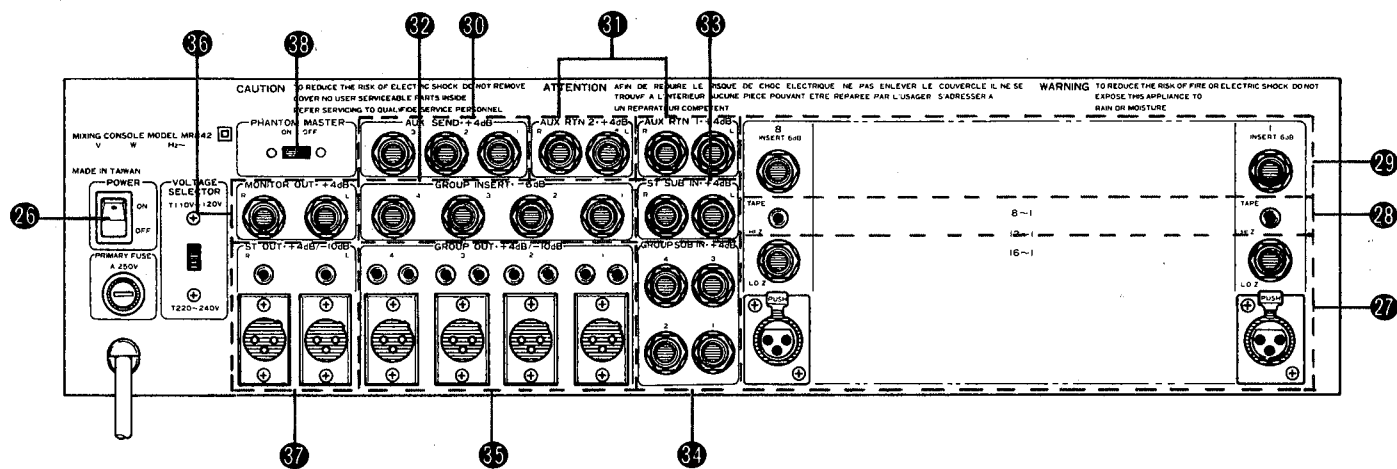 32 30 31 33
36 38
CAUTION TO REDUCE THE RISK OF ELECTRIC SHOCK DO NOT REMOVE
COVER NO USER SERVICEABLE PARTS INSIDE
REFER SERVICING TO QUALIFIDE SERVICE PERSONNEL
ATTENTION AFIN DE REDUIRE LE RISQUE DE CHOC ELECTRIQUE NE PAS ENLEVER LE COUVERCLE IL NE SE
TROUVE A L'INTERIEUR AUCUNE PIECE POUVANT ETRE REPAREE PAR L'USAGER S'ADRESSER A
UN REPARATEUR COMPETENT
WARNING TO REDUCE THE RISK OF FIRE OR ELECTRIC SHOCK DO NOT
EXPOSE THIS APPLIANCE TO
RAIN OR MOISTURE
MIXING CONSOLE MODEL MR842
V W Hz~
MADE IN TAIWAN
PHANTOM MASTER
ON OFF
AUX SEND·+4dB
3 2 1
AUX RTN 2·+4dB
R L
AUX RTN 1·+4dB
R L
8
INSERT 6dB
1
INSERT 6dB
29
POWER
ON
OFF
26
VOLTAGE
SELECTOR
T110V~120V
T220~240V
PRIMARY FUSE
A 250V
MONITOR OUT·+4dB
R L
GROUP INSERT·-6dB
4 3 2 1
ST SUB IN·+4dB
R L
TAPE
8~1
TAPE
28
HI Z
12~1
HI Z
16~1
ST OUT·+4dB/-10dB
R L
GROUP OUT·+4dB/-10dB
4 3 2 1
GROUP SUB IN·+4dB
4 3
2 1
LO Z
PUSH
LO Z
PUSH
27
37 35 34